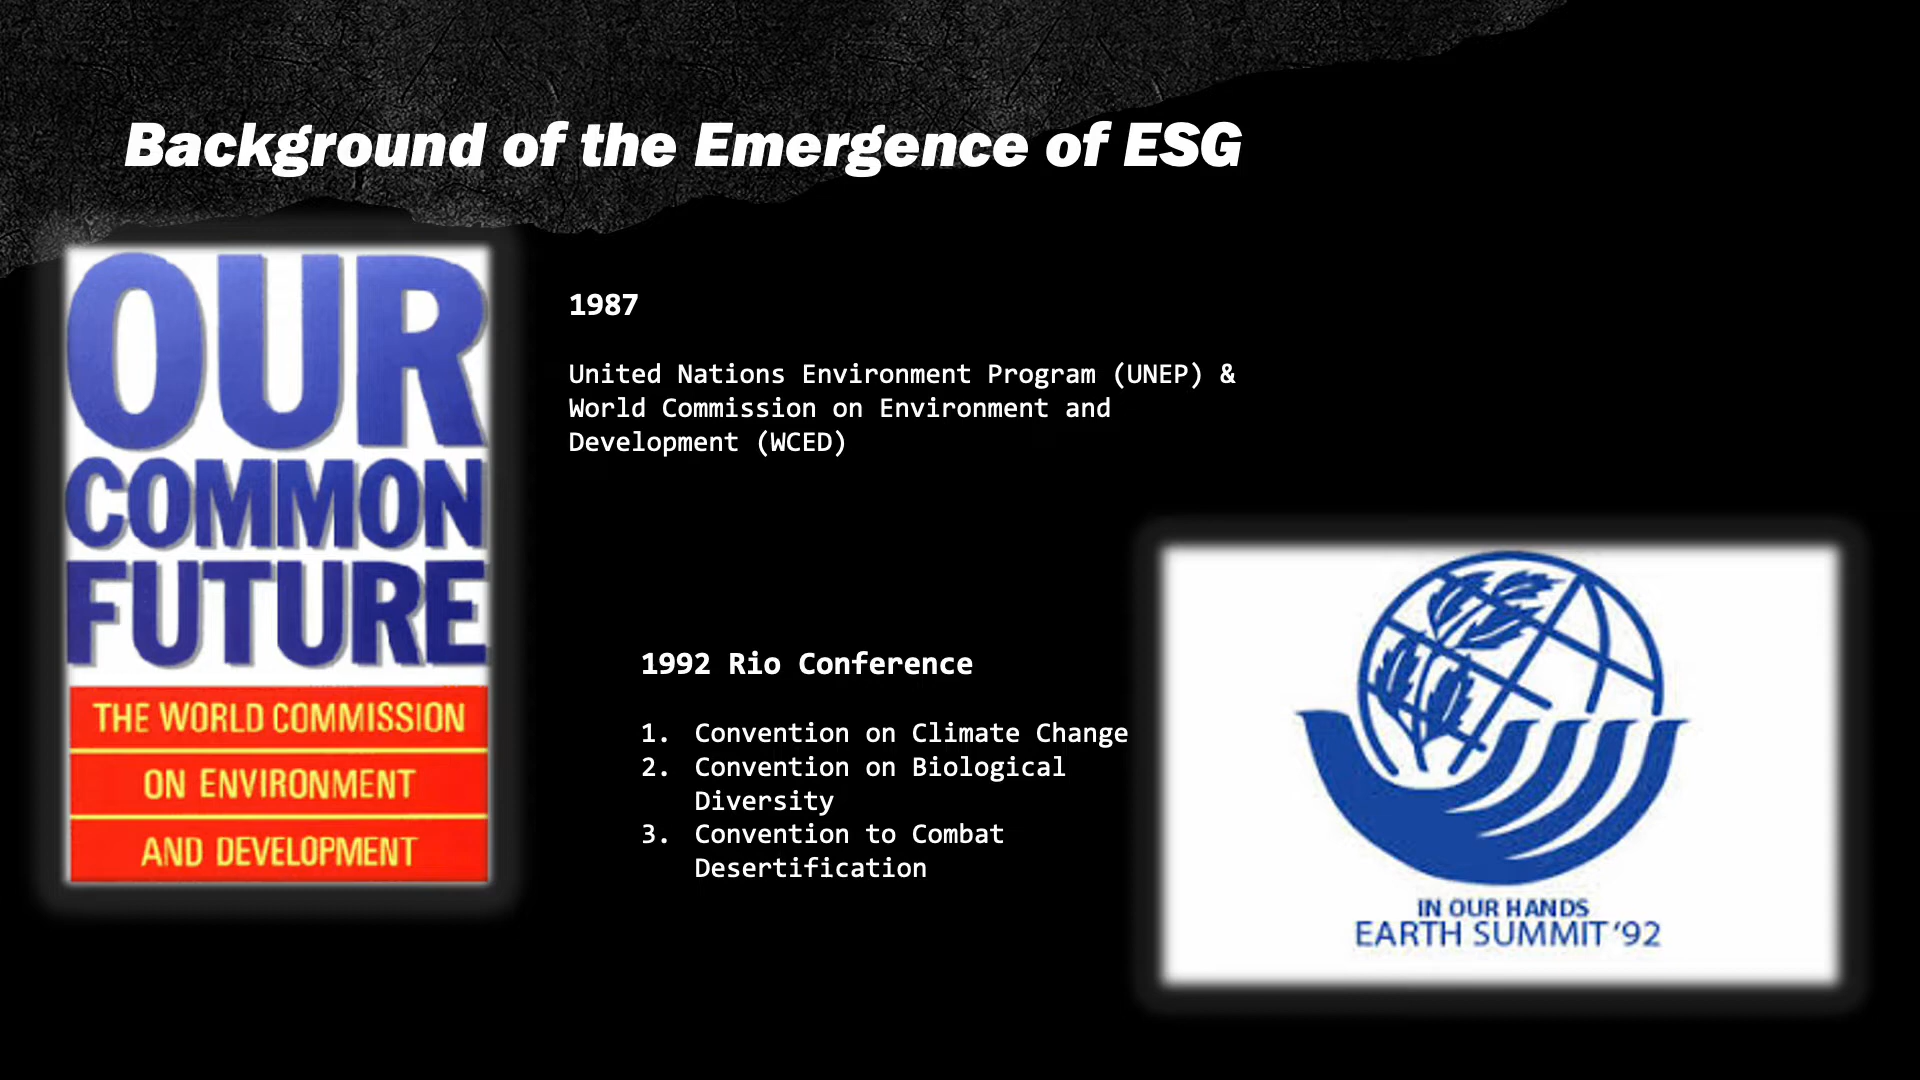 Background of the Emergence of ESG
OUR
COMMON
FUTURE
THE WORLD COMMISSION
ON ENVIRONMENT
AND DEVELOPMENT
1987
United Nations Environment Program (UNEP) &
World Commission on Environment and
Development (WCED)
1992 Rio Conference
1. Convention on Climate Change
2. Convention on Biological
Diversity
3. Convention to Combat
Desertification
IN OUR HANDS
EARTH SUMMIT '92